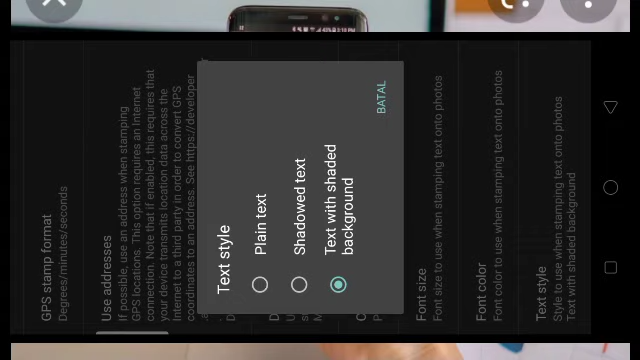 GPS stamp format
Degrees/minutes/seconds
Use addresses
If possible, use an address when stamping
GPS locations. This option requires an Internet
connection. Note that if enabled, this requires that
your device transmits location data across the
Internet to a third party in order to convert GPS
coordinates to an address. See https://developer
Text style
Plain text
Shadowed text
Text with shaded
background
BATAL
Font size
Font size to use when stamping text onto photos
Font color
Font color to use when stamping text onto photos
Text style
Style to use when stamping text onto photos
Text with shaded background